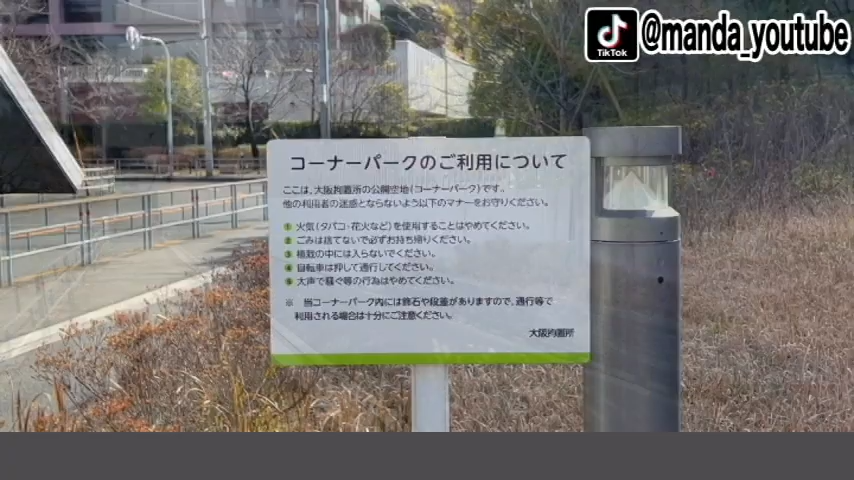 TikTok
@manda_youtube
コーナーパークのご利用について
ここは、大阪拘置所の公開空地(コーナーパーク)です。
他の利用者の迷惑とならないよう以下のマナーをお守りください。
1 火気(タバコ・花火など)を使用することはやめてください。
2 ごみは捨てないで必ずお持ち帰りください。
3 植栽の中には入らないでください。
4 自転車は押して通行してください。
5 大声で騒ぐ等の行為はやめてください。
※ 当コーナーパーク内には飾石や段差がありますので、通行等で
利用される場合は十分にご注意ください。
大阪拘置所